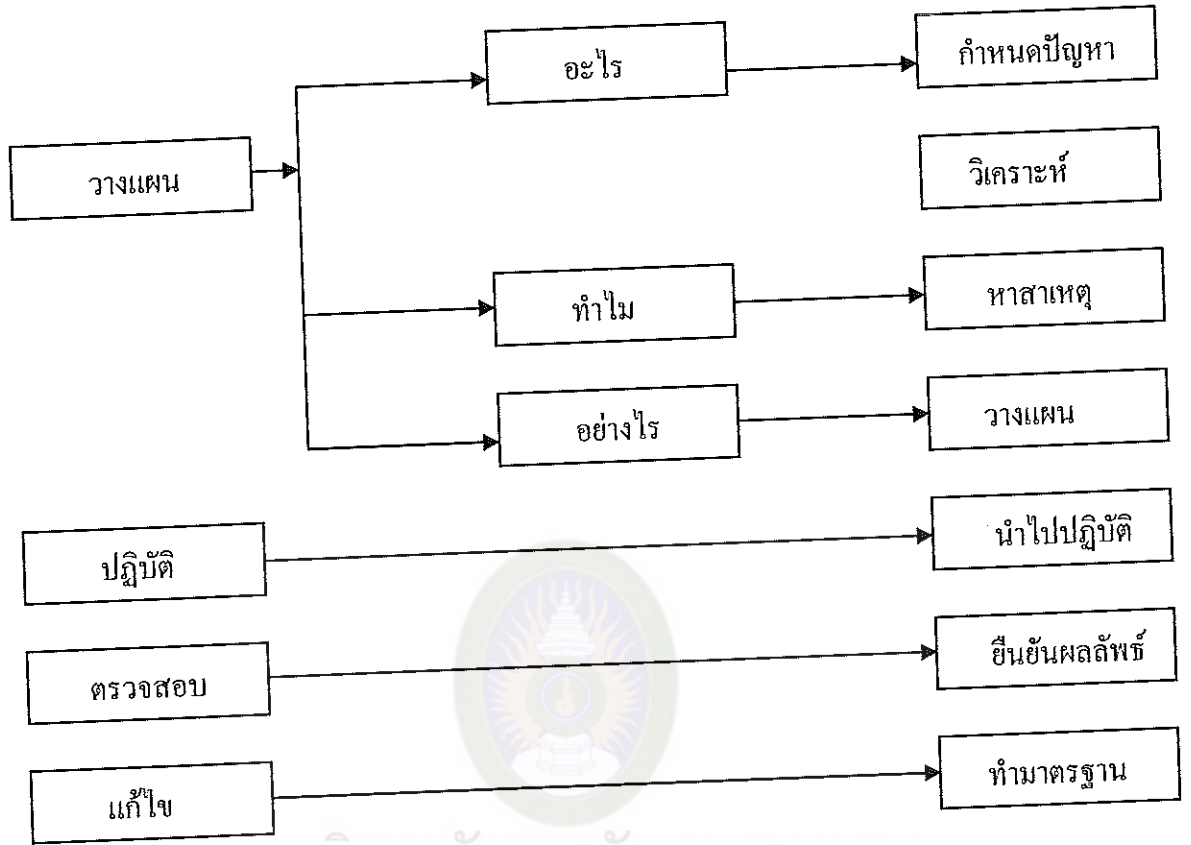 อะไร
กำหนดปัญหา
วางแผน
วิเคราะห์
ทำไม
หาสาเหตุ
อย่างไร
วางแผน
ปฏิบัติ
นำไปปฏิบัติ
ตรวจสอบ
ยืนยันผลลัพธ์
แก้ไข
ทำมาตรฐาน